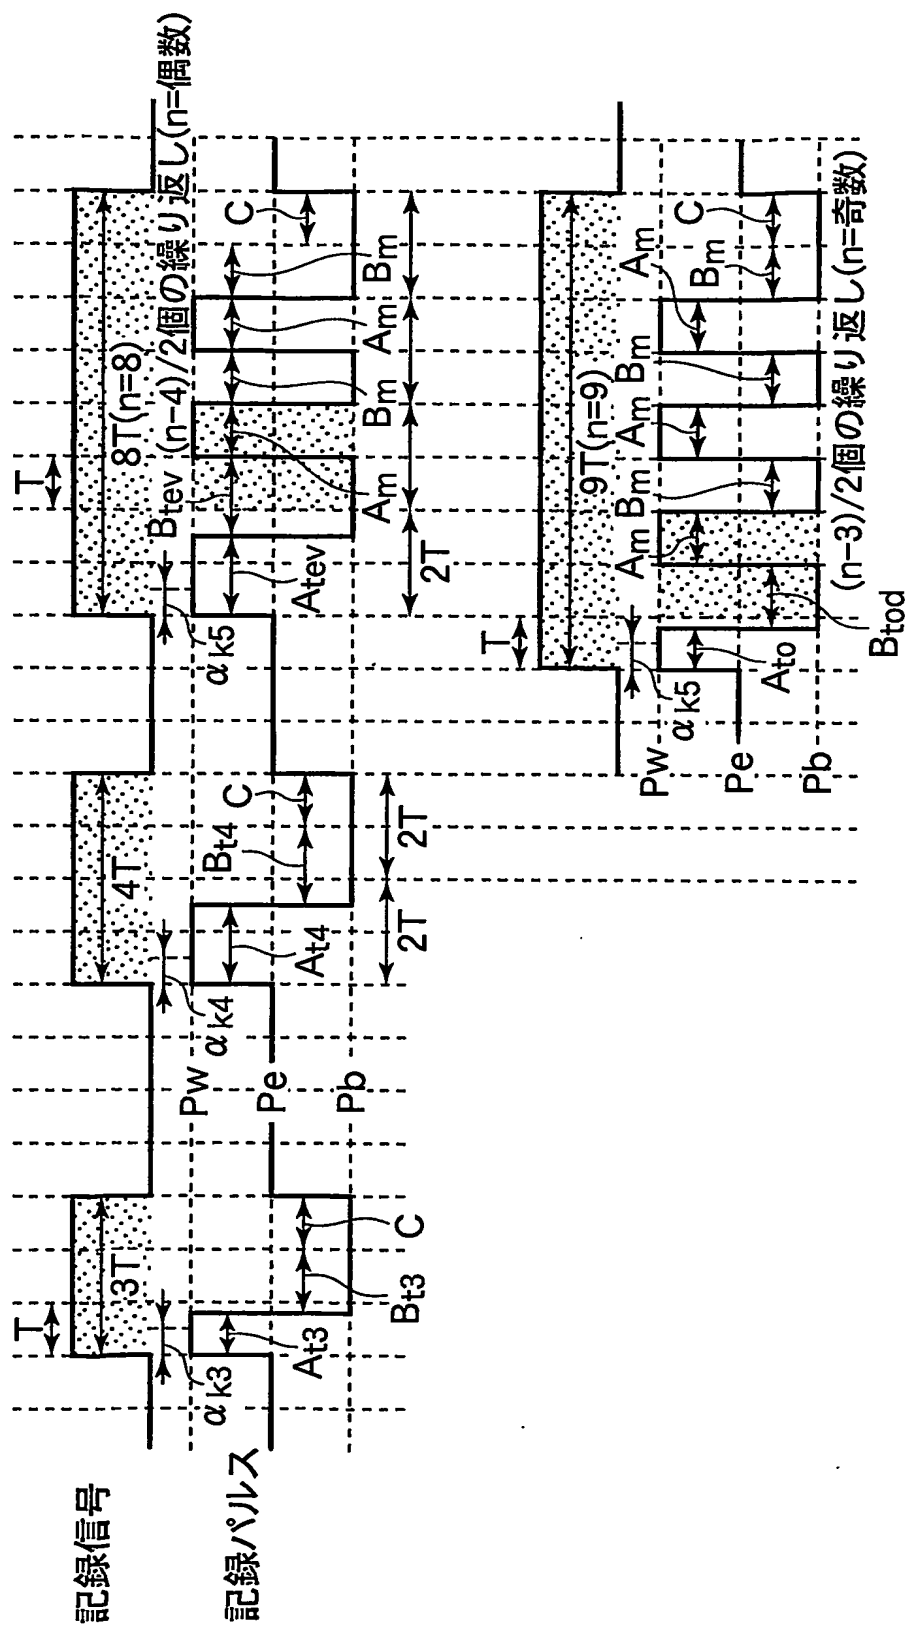 記録信号
T
3T
4T
T
8T(n=8)
αk3
αk4
αk5
(n-4)/2個の繰り返し(n=偶数)
記録パルス
Pw
Pe
Pb
At3
Bt3
C
At4
Bt4
C
2T
2T
Atev
Btev
Am
Bm
Am
Bm
C
2T
T
9T(n=9)
αk5
Pw
Pe
Pb
Ato
Btod
Am
Bm
Am
Bm
Am
Bm
C
(n-3)/2個の繰り返し(n=奇数)